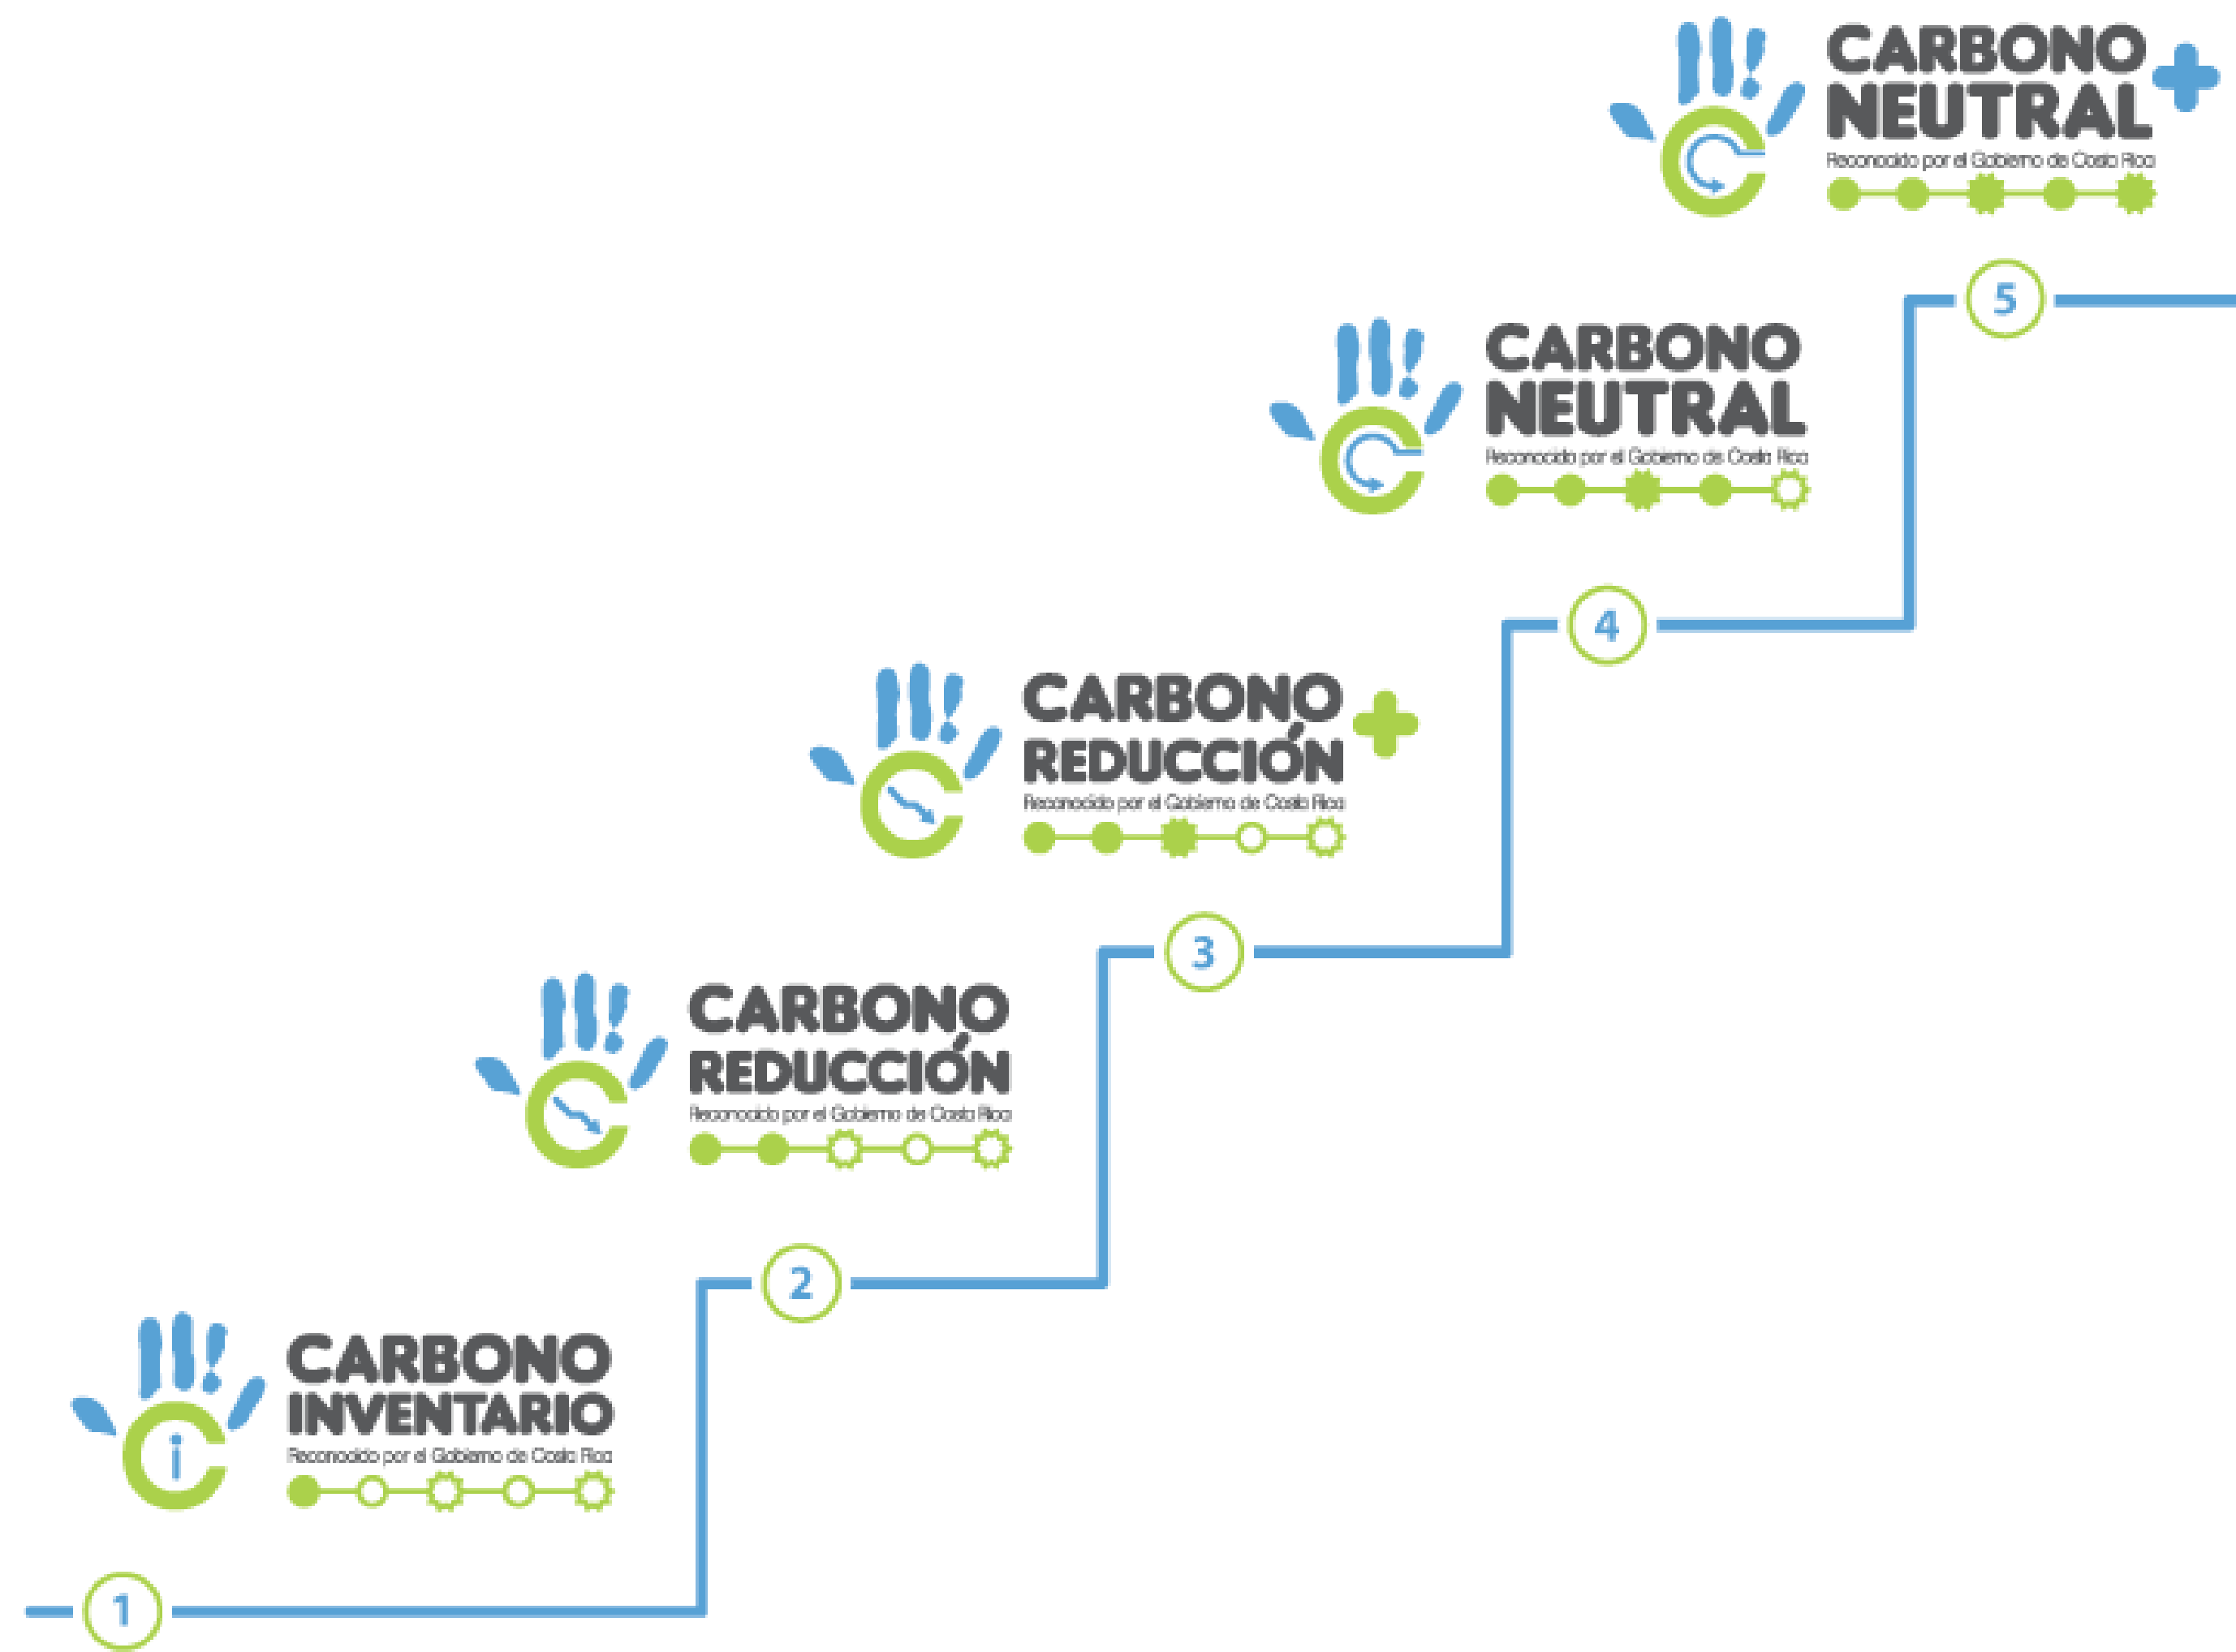 CARBONO
NEUTRAL
Reconocido por el Gobierno de Costa Rica
5
CARBONO
NEUTRAL
Reconocido por el Gobierno de Costa Rica
4
CARBONO
REDUCCIÓN
Reconocido por el Gobierno de Costa Rica
3
CARBONO
REDUCCIÓN
Reconocido por el Gobierno de Costa Rica
2
CARBONO
INVENTARIO
Reconocido por el Gobierno de Costa Rica
i
1